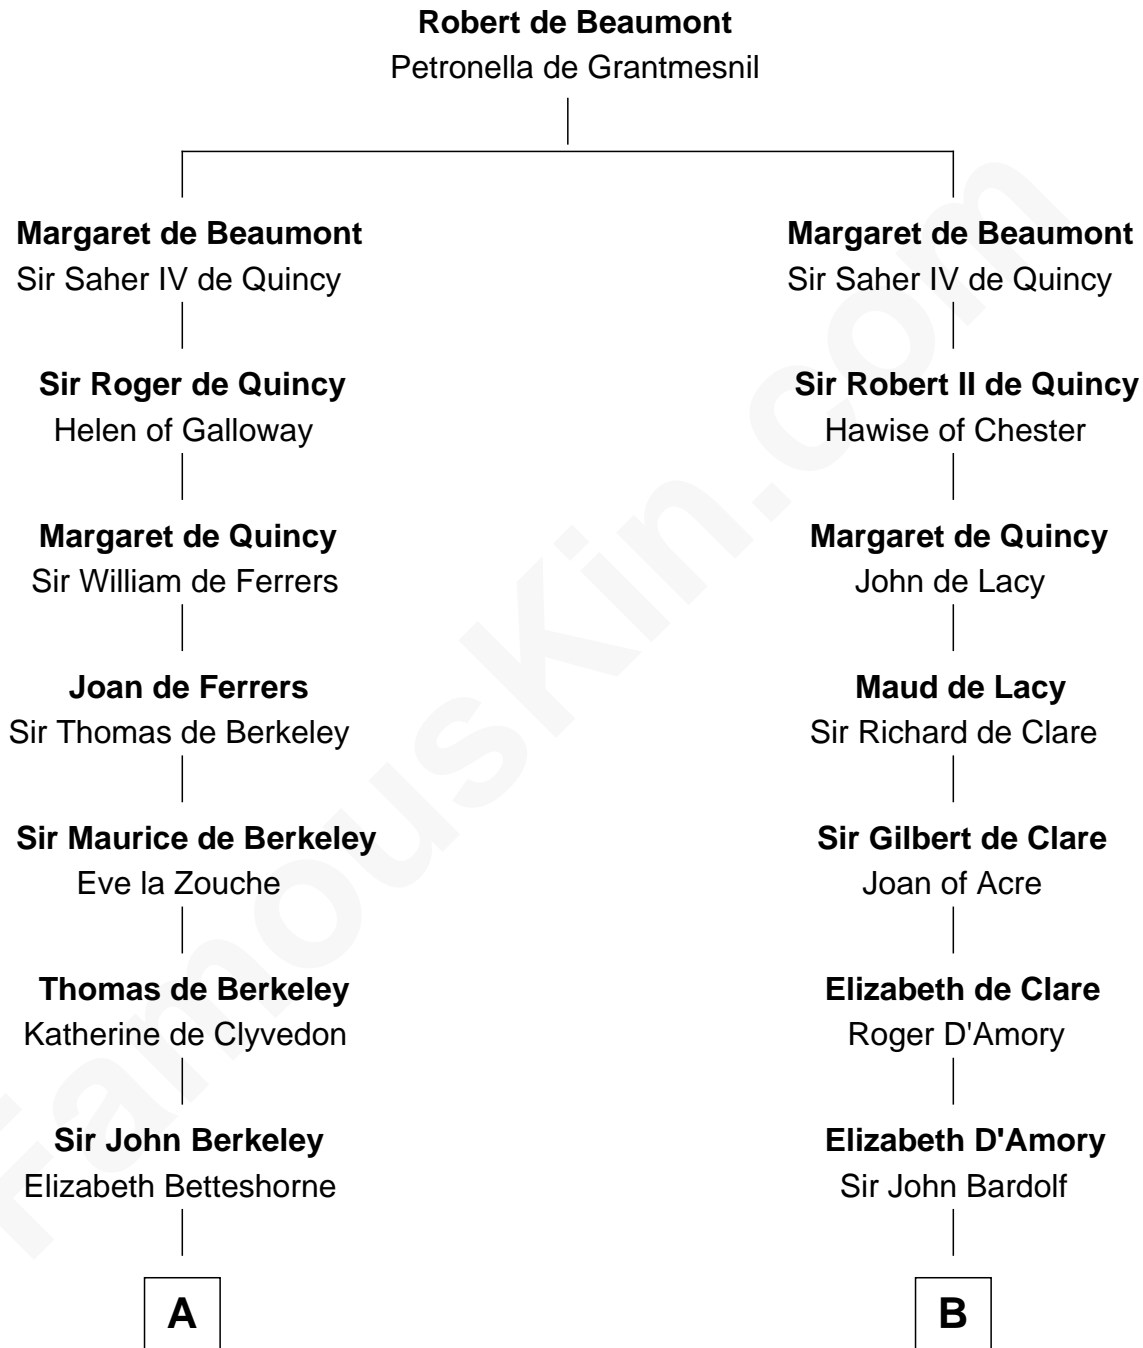 Robert de Beaumont
Petronella de Grantmesnil
Margaret de Beaumont
Sir Saher IV de Quincy
Margaret de Beaumont
Sir Saher IV de Quincy
Sir Roger de Quincy
Helen of Galloway
Sir Robert II de Quincy
Hawise of Chester
Margaret de Quincy
Sir William de Ferrers
Margaret de Quincy
John de Lacy
Joan de Ferrers
Sir Thomas de Berkeley
Maud de Lacy
Sir Richard de Clare
Sir Maurice de Berkeley
Eve la Zouche
Sir Gilbert de Clare
Joan of Acre
Thomas de Berkeley
Katherine de Clyvedon
Elizabeth de Clare
Roger D'Amory
Sir John Berkeley
Elizabeth Betteshorne
Elizabeth D'Amory
Sir John Bardolf
A
B
FamousKin.com